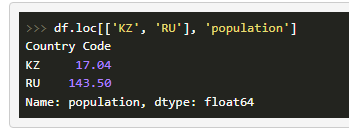 >>> df.loc[['KZ', 'RU'], 'population']
Country Code
KZ     17.04
RU    143.50
Name: population, dtype: float64